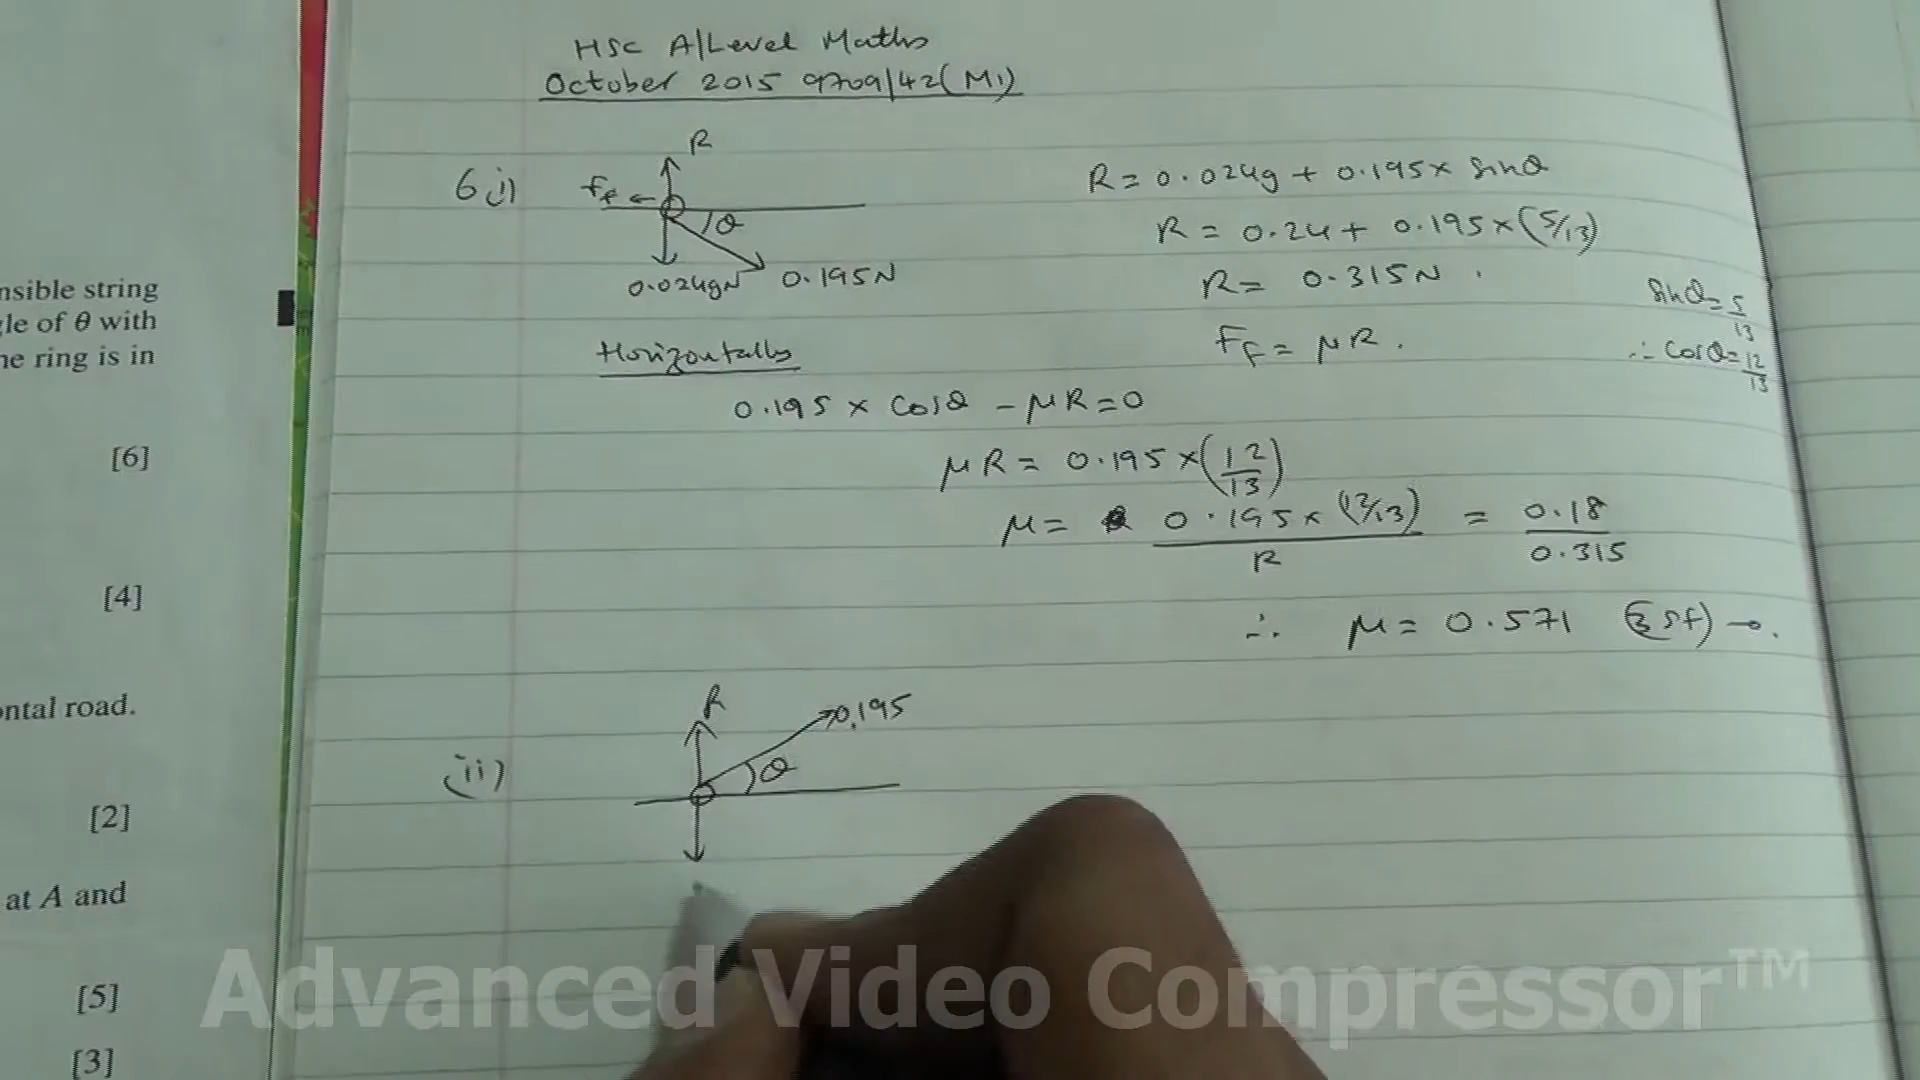 HSC A/Level Maths
October 2015 9709/42(M1)
6 i)
R
Ff
θ
0.024gN
0.195N
R = 0.024g + 0.195 x Sinθ
R = 0.24 + 0.195 x (5/13)
R = 0.315N .
Sinθ = 5/13
∴ Cosθ = 12/13
FF = μR .
Horizontally
0.195 x Cosθ - μR = 0
μR = 0.195 x (12/13)
μ = 0.195 x (12/13) / R = 0.18 / 0.315
∴ μ = 0.571 (3sf)
(ii)
R
0.195
θ
nsible string
gle of θ with
he ring is in
[6]
[4]
ontal road.
[2]
at A and
[5]
[3]
Advanced Video Compressor™